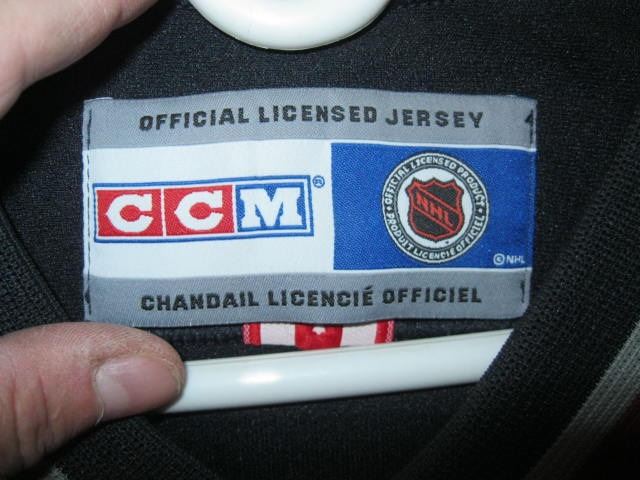 OFFICIAL LICENSED JERSEY
CCM®
OFFICIAL LICENSED PRODUCT
NHL
PRODUIT LICENCIÉ OFFICIEL
© NHL
CHANDAIL LICENCIÉ OFFICIEL